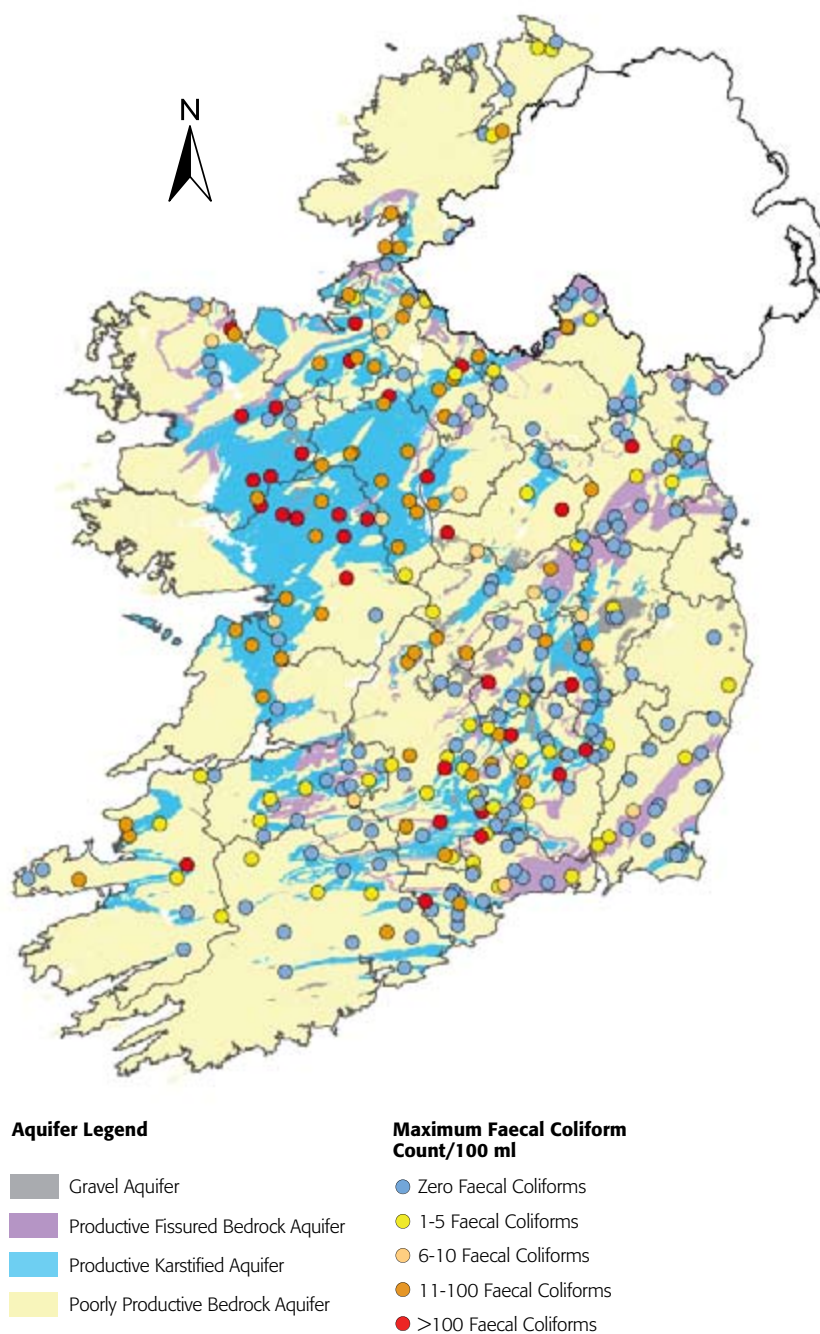 N
Aquifer Legend
Gravel Aquifer
Productive Fissured Bedrock Aquifer
Productive Karstified Aquifer
Poorly Productive Bedrock Aquifer
Maximum Faecal Coliform
Count/100 ml
Zero Faecal Coliforms
1-5 Faecal Coliforms
6-10 Faecal Coliforms
11-100 Faecal Coliforms
>100 Faecal Coliforms